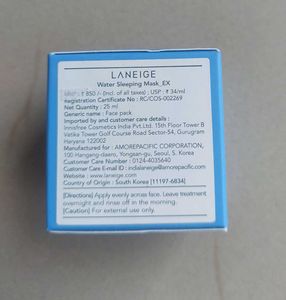 LANEIGE
Water Sleeping Mask_EX
MRP : ₹ 850 /- (Incl. of all taxes) ; USP : ₹ 34/ml
registration Certificate No : RC/COS-002269
Net Quantity : 25 ml
Generic name : Face pack
Imported by and customer care details :
Innisfree Cosmetics India Pvt.Ltd. 15th Floor Tower B
Vatika Tower Golf Course Road Sector-54, Gurugram
Haryana 122002
Manufactured for : AMOREPACIFIC CORPORATION,
100 Hangang-daero, Yongsan-gu, Seoul, S. Korea
Customer Care Number : 0124-4035640
Customer Care E-mail ID : indialaneige@amorepacific.com
www.laneige.com
Country of Origin : South Korea [11197-6834]
[Directions] Apply evenly across face. Leave treatment
overnight and rinse off in the morning.
[Caution] For external use only.